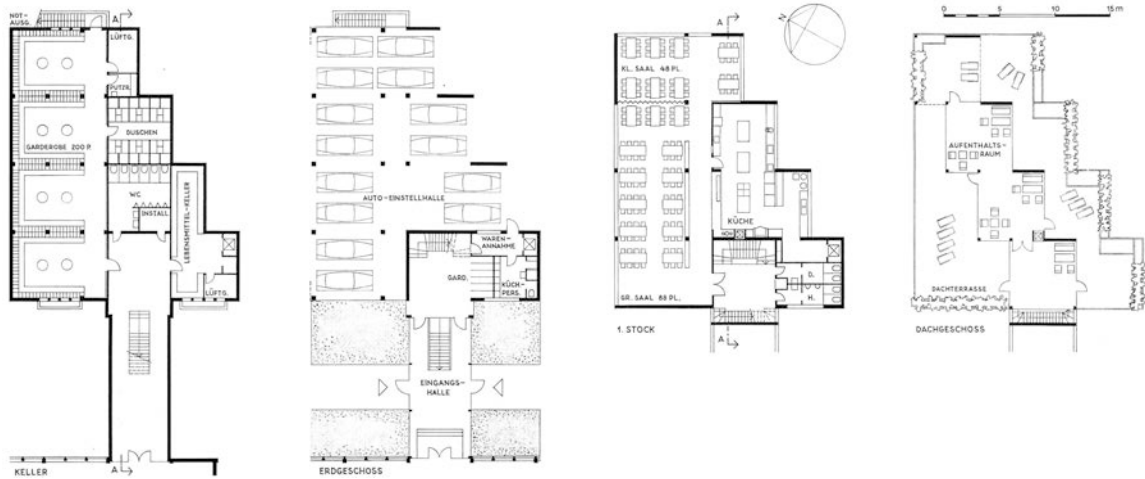 NOT-
AUSG.
A
LÜFTG.
PUTZR.
GARDEROBE 200 P.
DUSCHEN
WC
INSTALL.
LEBENSMITTEL-KELLER
LÜFTG.
A
KELLER
AUTO-EINSTELLHALLE
WAREN-
ANNAHME
GARD.
KÜCH-
PERS.
EINGANGS-
HALLE
ERDGESCHOSS
A
N
KL. SAAL 48 PL.
KÜCHE
D.
H.
GR. SAAL 88 PL.
1. STOCK
A
0 5 10 15 m
AUFENTHALTS-
RAUM
DACHTERRASSE
DACHGESCHOSS